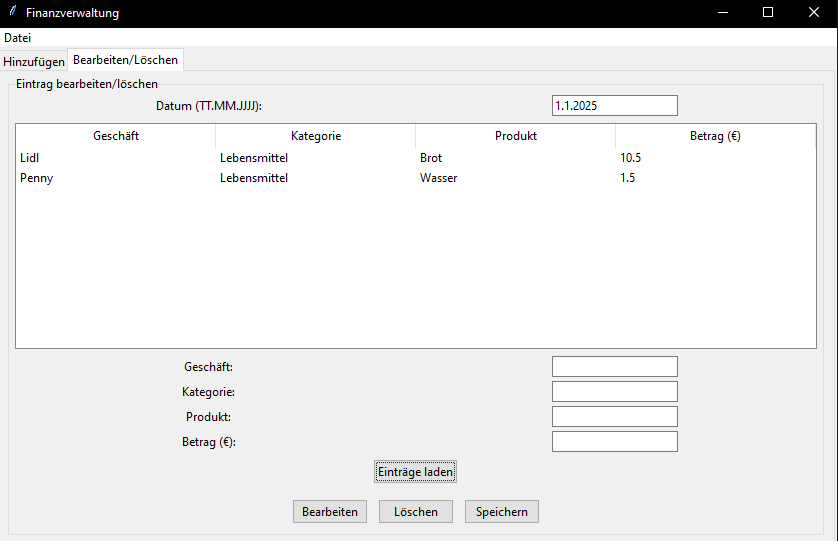 Finanzverwaltung
Datei
Hinzufügen Bearbeiten/Löschen
Eintrag bearbeiten/löschen
Datum (TT.MM.JJJJ): 1.1.2025
Geschäft Kategorie Produkt Betrag (€)
Lidl Lebensmittel Brot 10.5
Penny Lebensmittel Wasser 1.5
Geschäft:
Kategorie:
Produkt:
Betrag (€):
Einträge laden
Bearbeiten Löschen Speichern